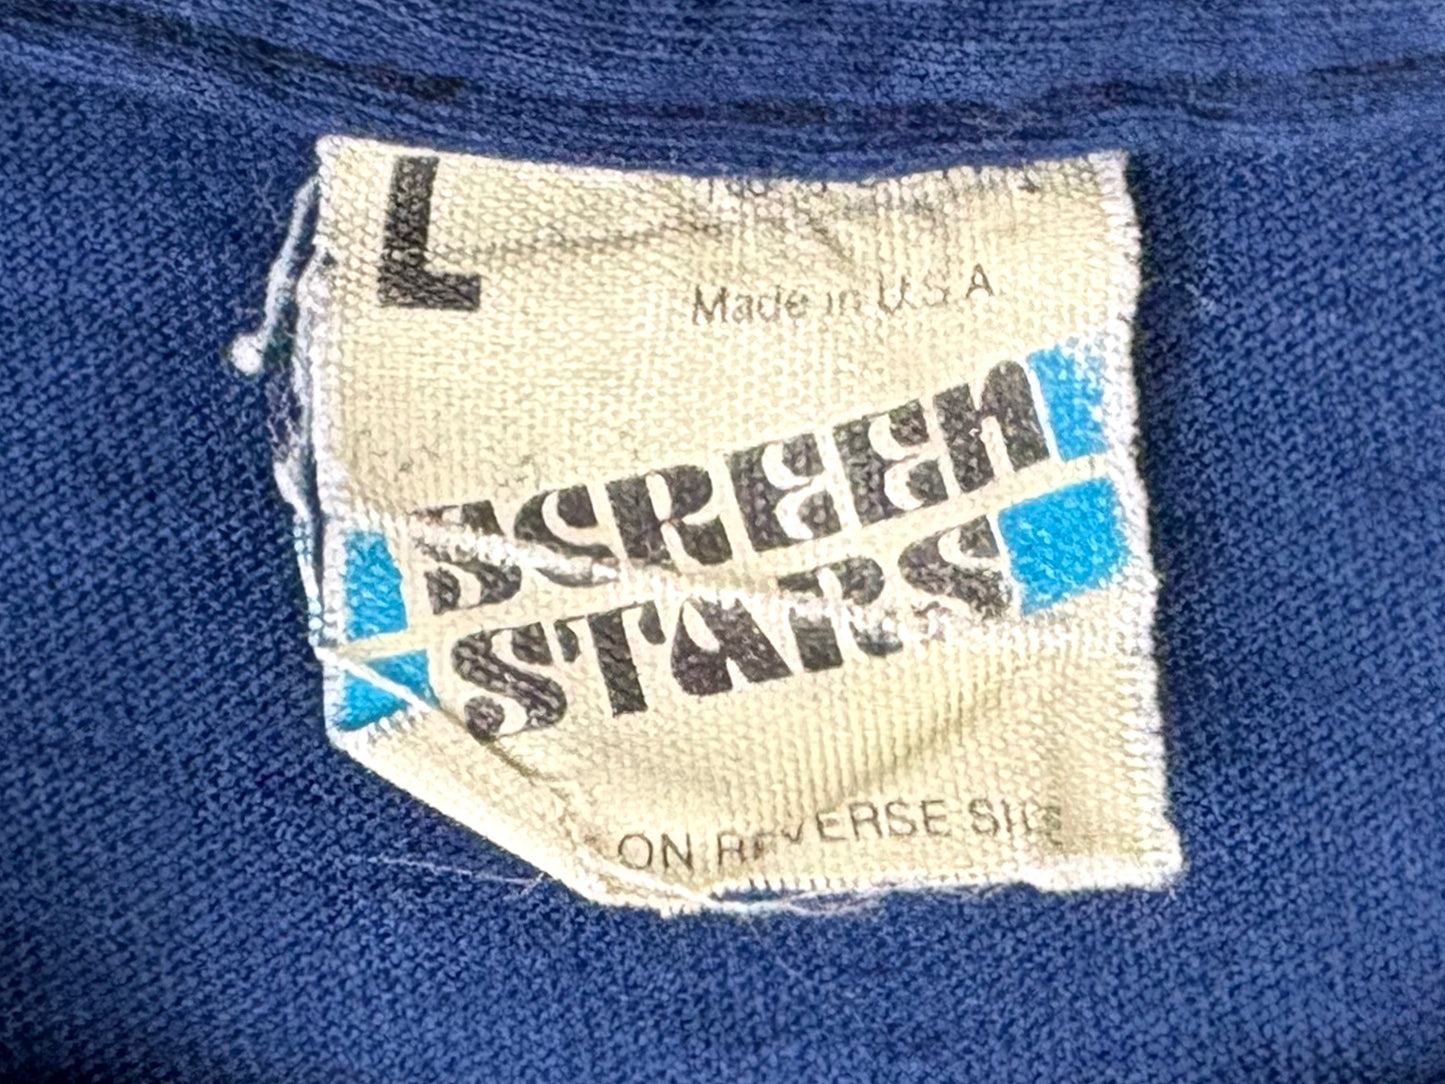 L
Made in U.S.A
SCREEN
STARS
ON REVERSE SIDE